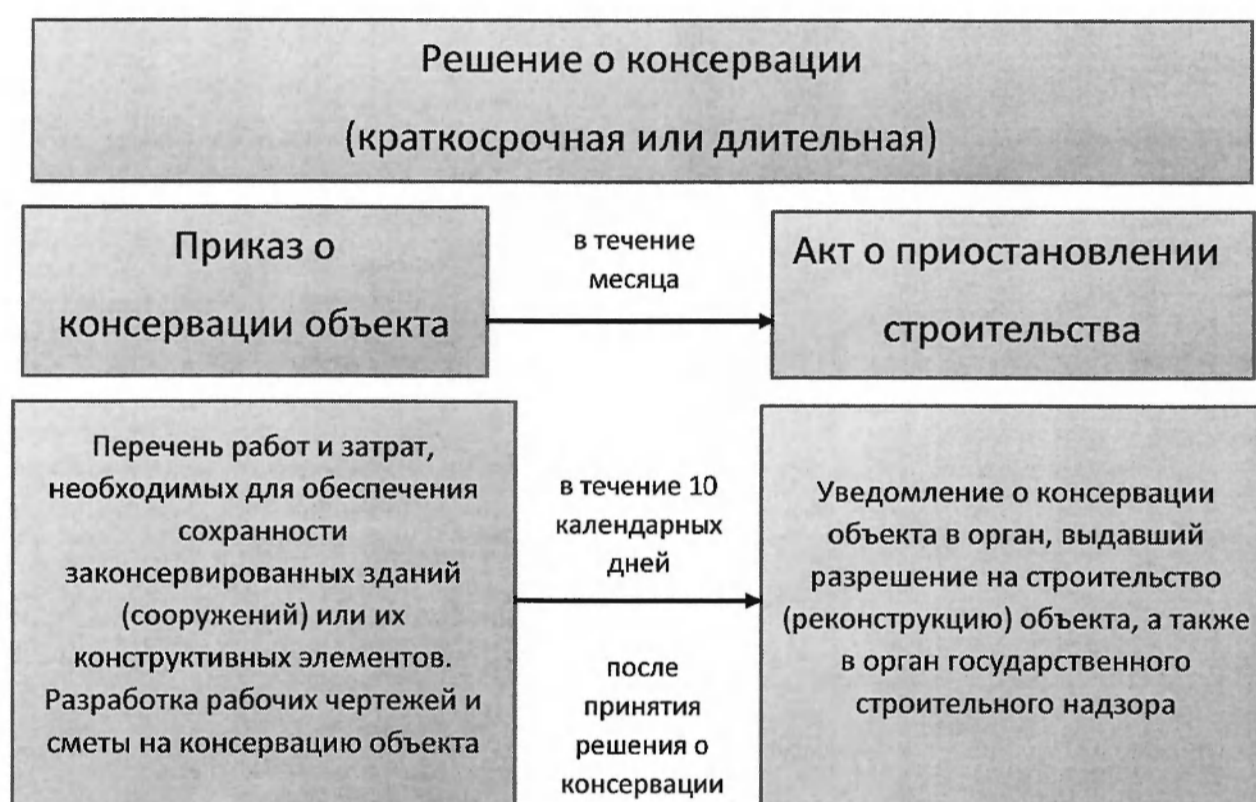 Решение о консервации
(краткосрочная или длительная)
Приказ о
консервации объекта
в течение
месяца
Акт о приостановлении
строительства
Перечень работ и затрат,
необходимых для обеспечения
сохранности
законсервированных зданий
(сооружений) или их
конструктивных элементов.
Разработка рабочих чертежей и
сметы на консервацию объекта
в течение 10
календарных
дней
после
принятия
решения о
консервации
Уведомление о консервации
объекта в орган, выдавший
разрешение на строительство
(реконструкцию) объекта, а также
в орган государственного
строительного надзора